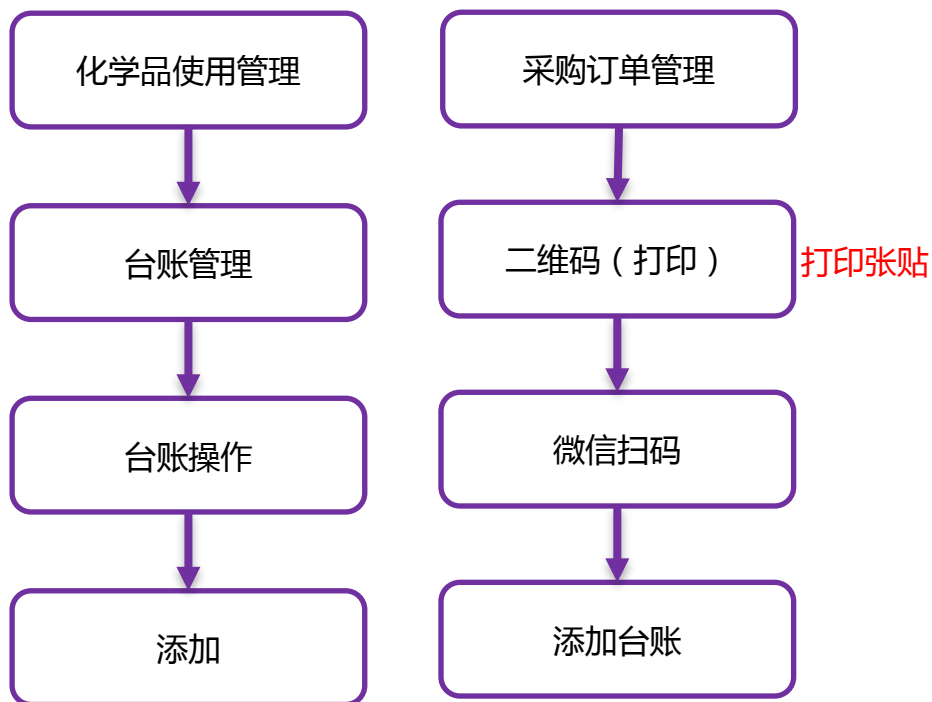 化学品使用管理
台账管理
台账操作
添加
采购订单管理
二维码（打印）
打印张贴
微信扫码
添加台账